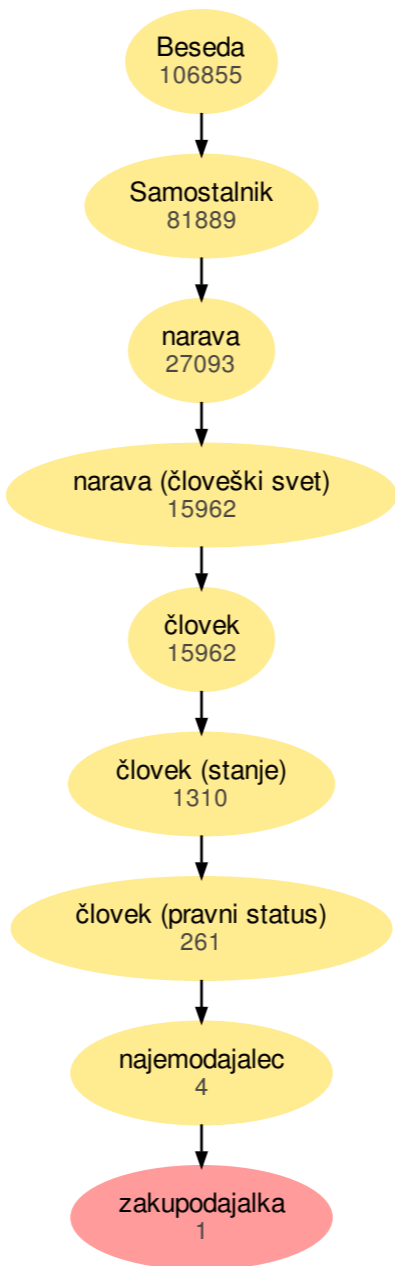 Beseda
106855
Samostalnik
81889
narava
27093
narava (človeški svet)
15962
človek
15962
človek (stanje)
1310
človek (pravni status)
261
najemodajalec
4
zakupodajalka
1